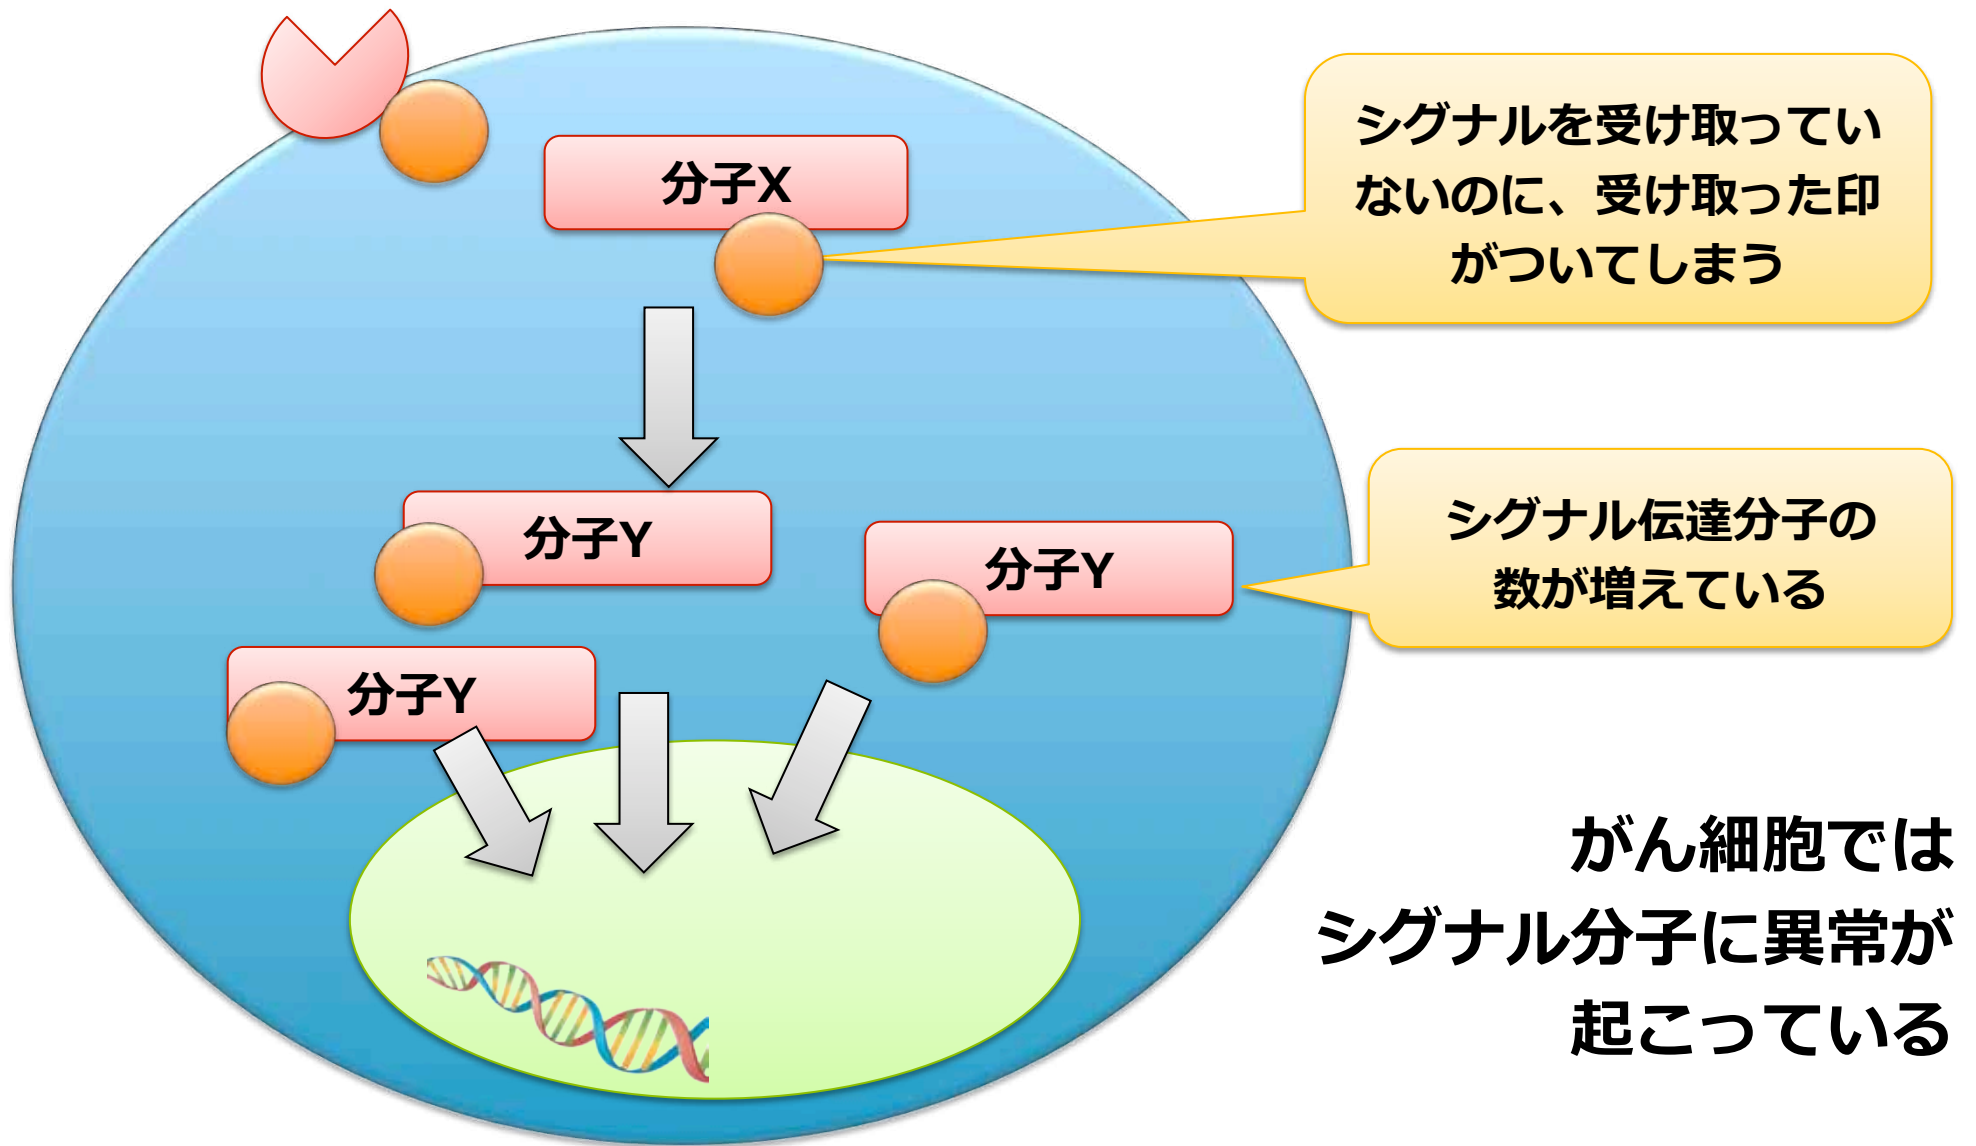 分子X
シグナルを受け取ってい
ないのに、受け取った印
がついてしまう
分子Y
分子Y
シグナル伝達分子の
数が増えている
分子Y
がん細胞では
シグナル分子に異常が
起こっている